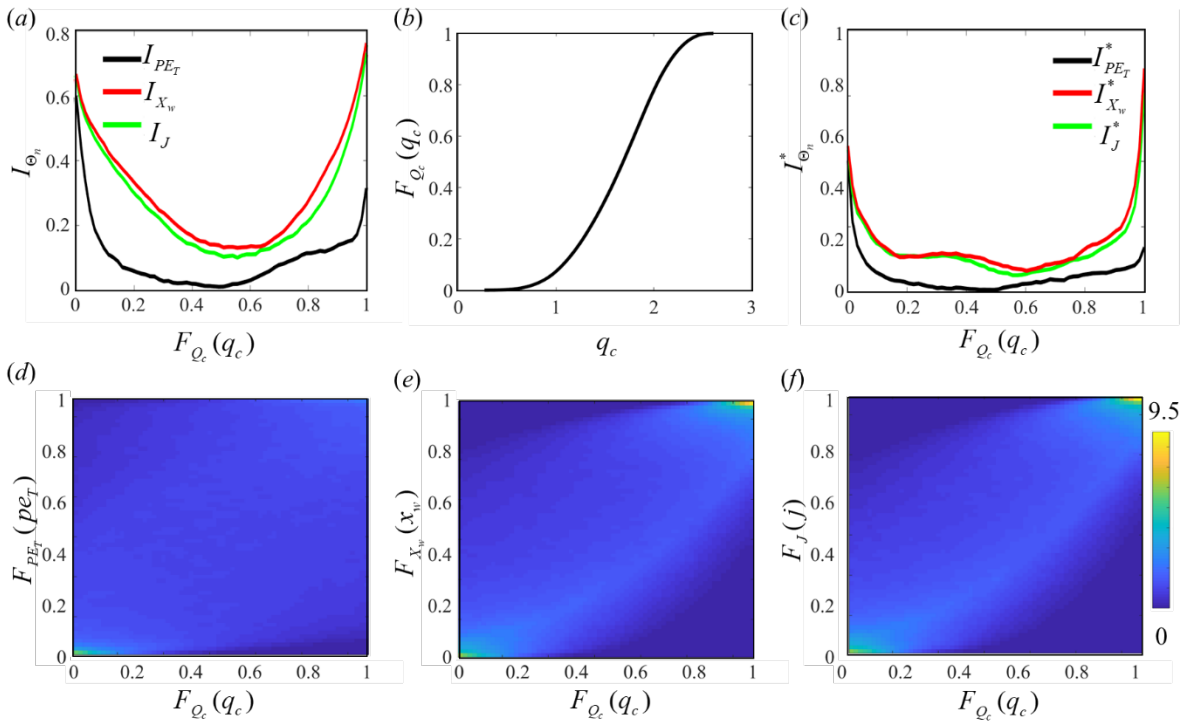 (a)
I_{Θ_n}
0.8
0.6
0.4
0.2
0
I_{PE_T}
I_{X_w}
I_J
0 0.2 0.4 0.6 0.8 1
F_{Q_c}(q_c)
(b)
F_{Q_c}(q_c)
1
0.8
0.6
0.4
0.2
0
0 1 2 3
q_c
(c)
I^*_{Θ_n}
1
0.8
0.6
0.4
0.2
0
I^*_{PE_T}
I^*_{X_w}
I^*_J
0 0.2 0.4 0.6 0.8 1
F_{Q_c}(q_c)
(d)
F_{PE_T}(pe_T)
1
0.8
0.6
0.4
0.2
0
0 0.2 0.4 0.6 0.8 1
F_{Q_c}(q_c)
(e)
F_{X_w}(x_w)
1
0.8
0.6
0.4
0.2
0
0 0.2 0.4 0.6 0.8 1
F_{Q_c}(q_c)
(f)
F_J(j)
1
0.8
0.6
0.4
0.2
0
0 0.2 0.4 0.6 0.8 1
F_{Q_c}(q_c)
9.5
0